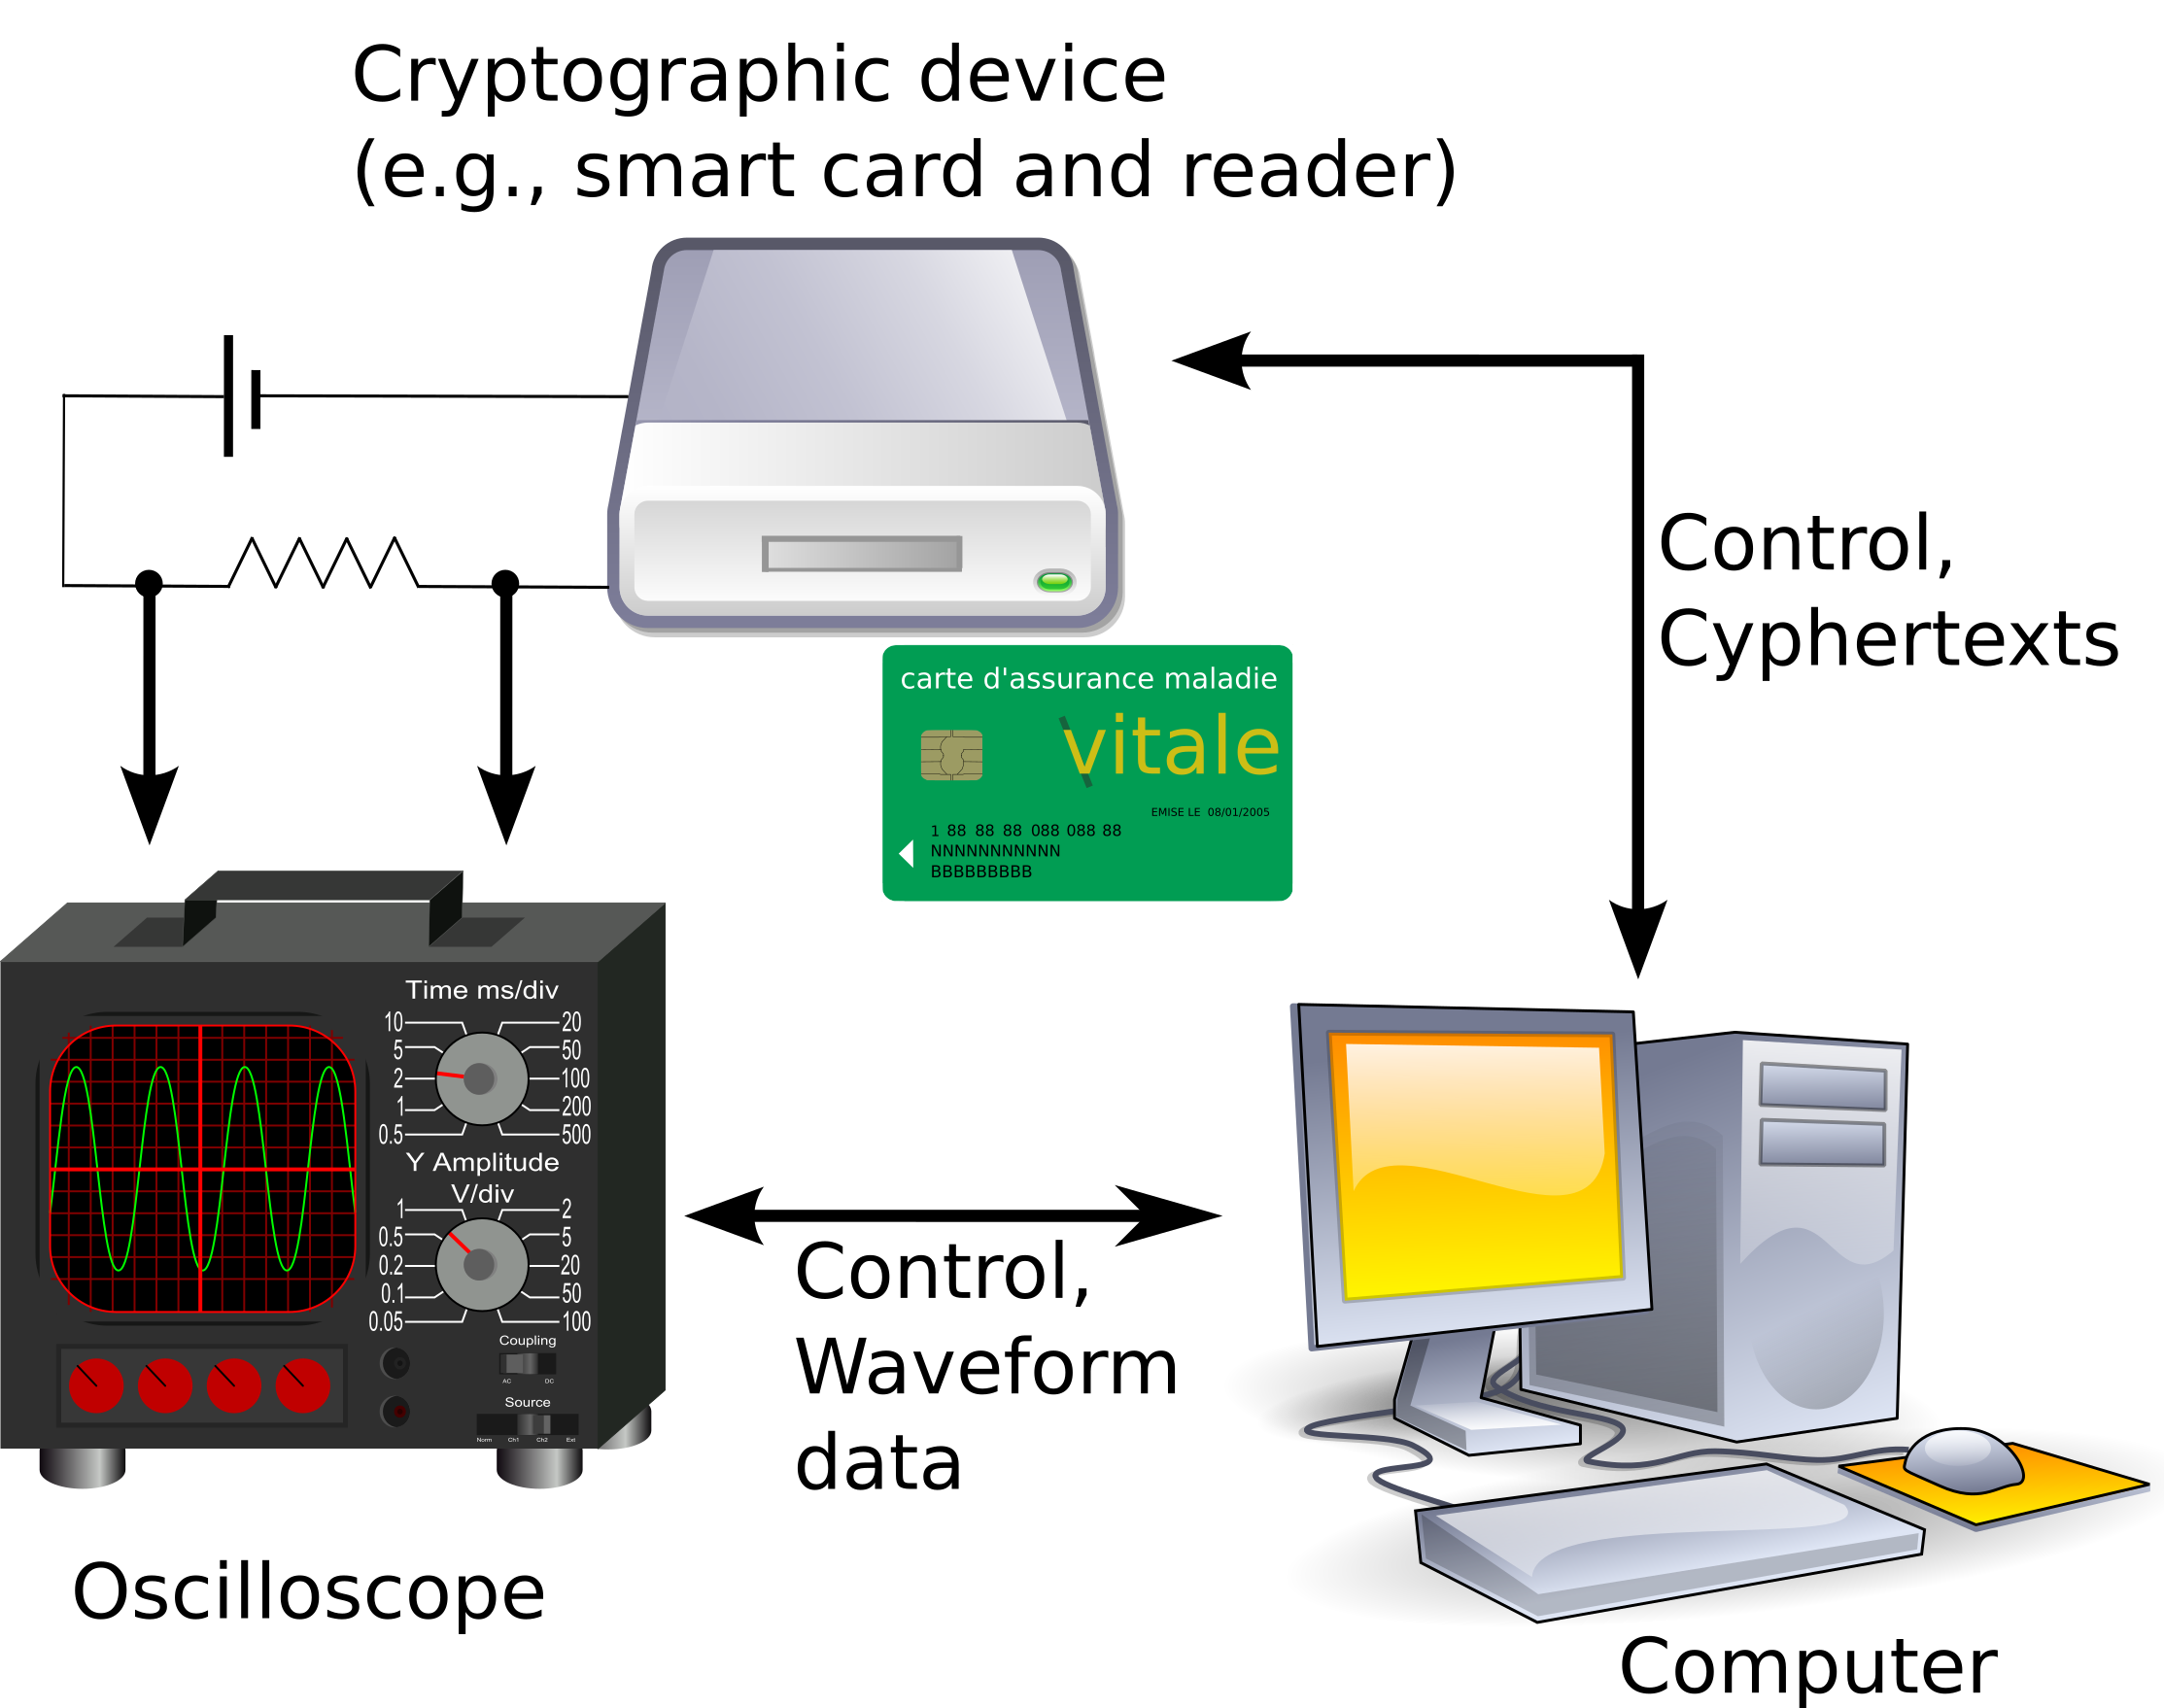 Cryptographic device
(e.g., smart card and reader)
Control,
Cyphertexts
carte d'assurance maladie
vitale
EMISE LE 08/01/2005
1 88 88 88 088 088 88
NNNNNNNNNNN
BBBBBBBBB
Time ms/div
10 20
5 50
2 100
1 200
0.5 500
Y Amplitude
V/div
1 2
0.5 5
0.2 20
0.1 50
0.05 100
Coupling
AC DC
Source
Norm Ch1 Ch2 Ext
Control,
Waveform
data
Oscilloscope
Computer